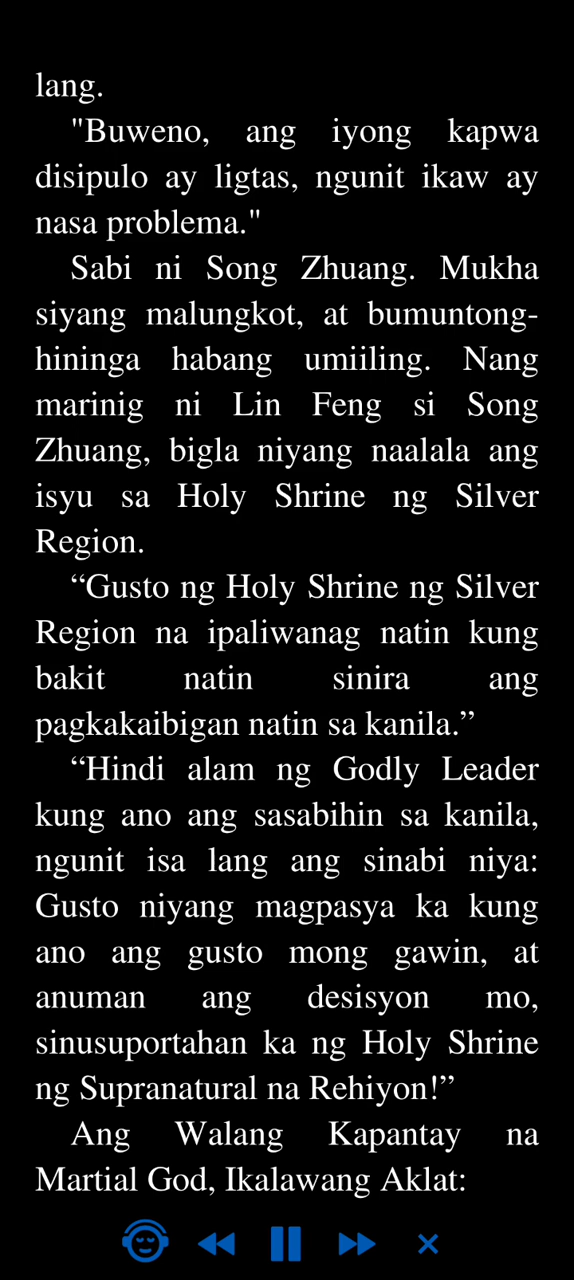 lang.
"Buweno, ang iyong kapwa
disipulo ay ligtas, ngunit ikaw ay
nasa problema."
Sabi ni Song Zhuang. Mukha
siyang malungkot, at bumuntong-
hininga habang umiiling. Nang
marinig ni Lin Feng si Song
Zhuang, bigla niyang naalala ang
isyu sa Holy Shrine ng Silver
Region.
“Gusto ng Holy Shrine ng Silver
Region na ipaliwanag natin kung
bakit natin sinira ang
pagkakaibigan natin sa kanila.”
“Hindi alam ng Godly Leader
kung ano ang sasabihin sa kanila,
ngunit isa lang ang sinabi niya:
Gusto niyang magpasya ka kung
ano ang gusto mong gawin, at
anuman ang desisyon mo,
sinusuportahan ka ng Holy Shrine
ng Supranatural na Rehiyon!”
Ang Walang Kapantay na
Martial God, Ikalawang Aklat: